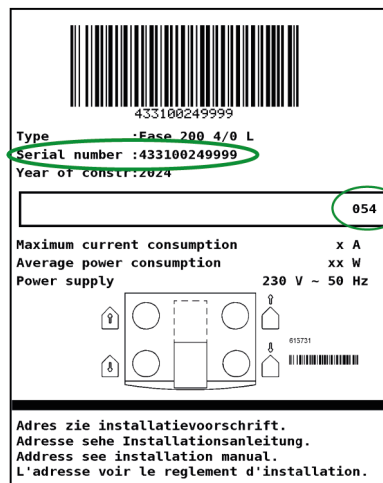 433100249999
Type :Ease 200 4/0 L
Serial number :433100249999
Year of constr:2024
054
Maximum current consumption x A
Average power consumption xx W
Power supply 230 V ~ 50 Hz
615731
Adres zie installatievoorschrift.
Adresse sehe Installationsanleitung.
Address see installation manual.
L'adresse voir le reglement d'installation.